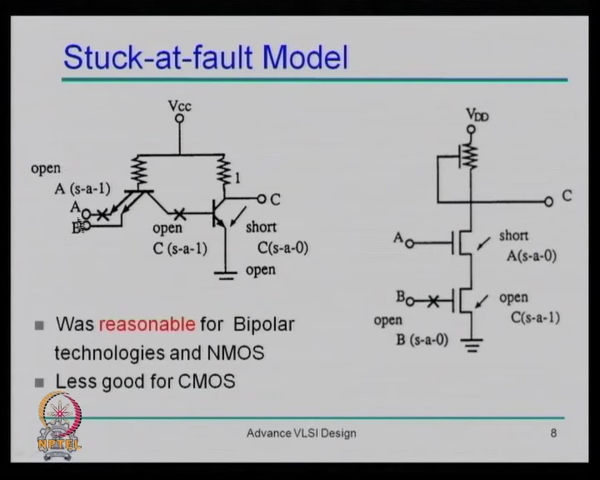 Stuck-at-fault Model
Vcc
open
A (s-a-1)
A
B
open
C (s-a-1)
1
C
short
C(s-a-0)
open
VDD
C
A
short
A(s-a-0)
B
open
B (s-a-0)
open
C(s-a-1)
Was reasonable for Bipolar
technologies and NMOS
Less good for CMOS
NPTEL
Advance VLSI Design
8